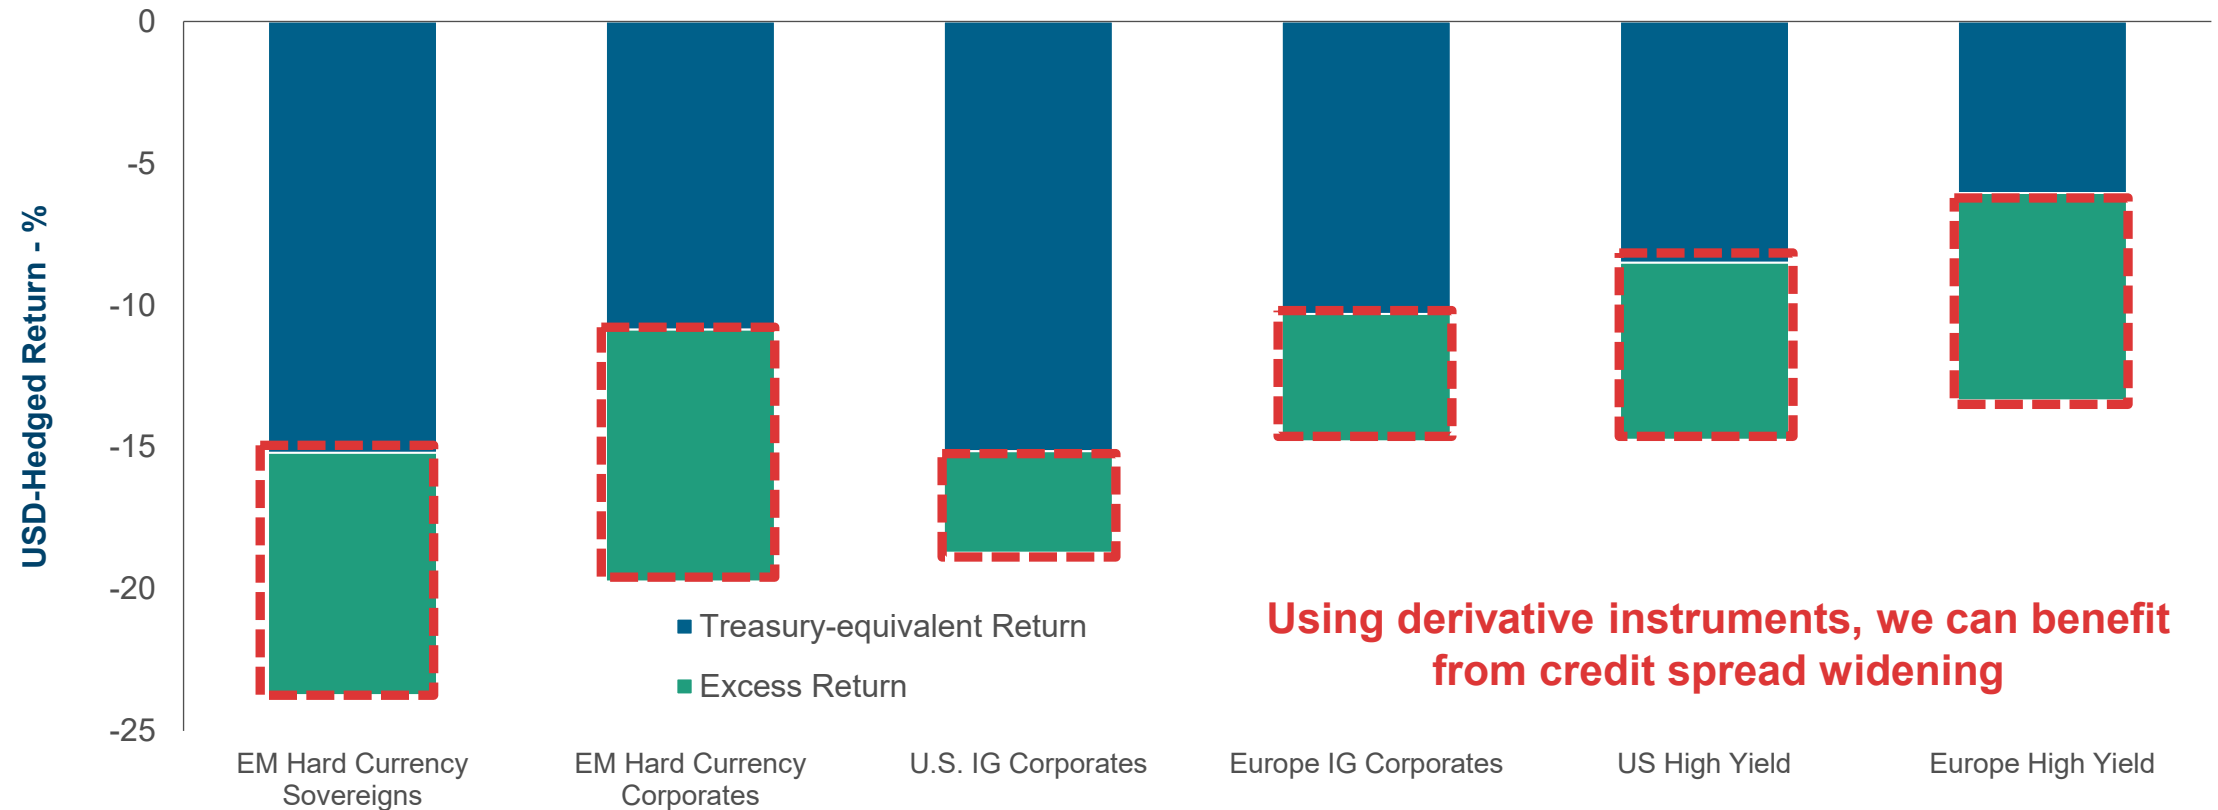 USD-Hedged Return - %
0
-5
-10
-15
-20
-25
Treasury-equivalent Return
Excess Return
Using derivative instruments, we can benefit
from credit spread widening
EM Hard Currency
Sovereigns
EM Hard Currency
Corporates
U.S. IG Corporates
Europe IG Corporates
US High Yield
Europe High Yield